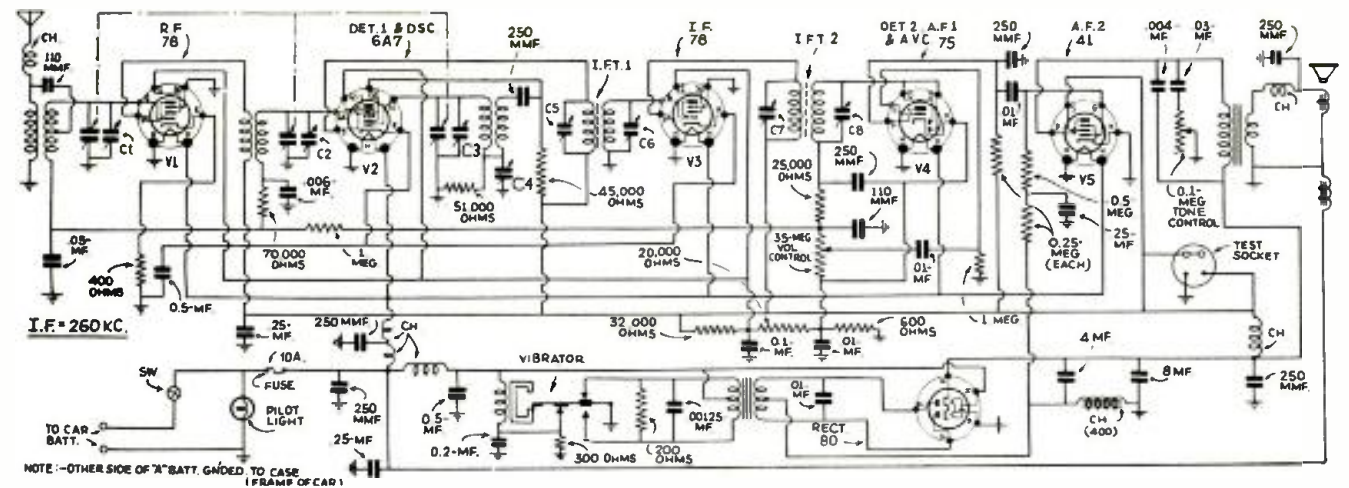 CH.
110
MMF.
R.F.
78
DET. 1 & DSC
6A7
250
MMF.
I.F.T.1
I.F.
78
I F T 2
OET 2 A.F.1
& AVC 75
250
MMF.
A.F.2
41
.004-
MF
.03-
MF.
250
MMF.
CH
C1
V1
C2
V2
C3
C4
C5
C6
V3
C7
C8
V4
.01
MF
V5
.006-
MF.
51.000
OHMS
45,000
OHMS
25,000
OHMS
250
MMF.
110
MMF.
0.5
MEG
.25-
MF
0.25-
MEG
(EACH)
0.1-
MEG
TONE
CONTROL
TEST
SOCKET
.05-
MF
400
OHMS
0.5-MF.
70,000
OHMS
1
MEG
20,000
OHMS
35-MEG
VOL
CONTROL
.01-
MF.
1 MEG
I.F. = 260 KC.
.25-
MF.
250 MMF.
CH
32 000
OHMS
0.1-
MF.
.01-
MF.
600
OHMS
CH
250
MMF.
SW.
10A.
FUSE
PILOT
LIGHT
TO CAR.
BATT.
250
MMF
0.5-
MF.
VIBRATOR
0.2-MF.
300 OHMS
200
OHMS
.00125
MF
.01-
MF.
RECT
80
4 MF
8 MF
CH
(400)
.25-MF
NOTE :-OTHER SIDE OF "A" BATT. GNDED. TO CASE
(FRAME OF CAR)